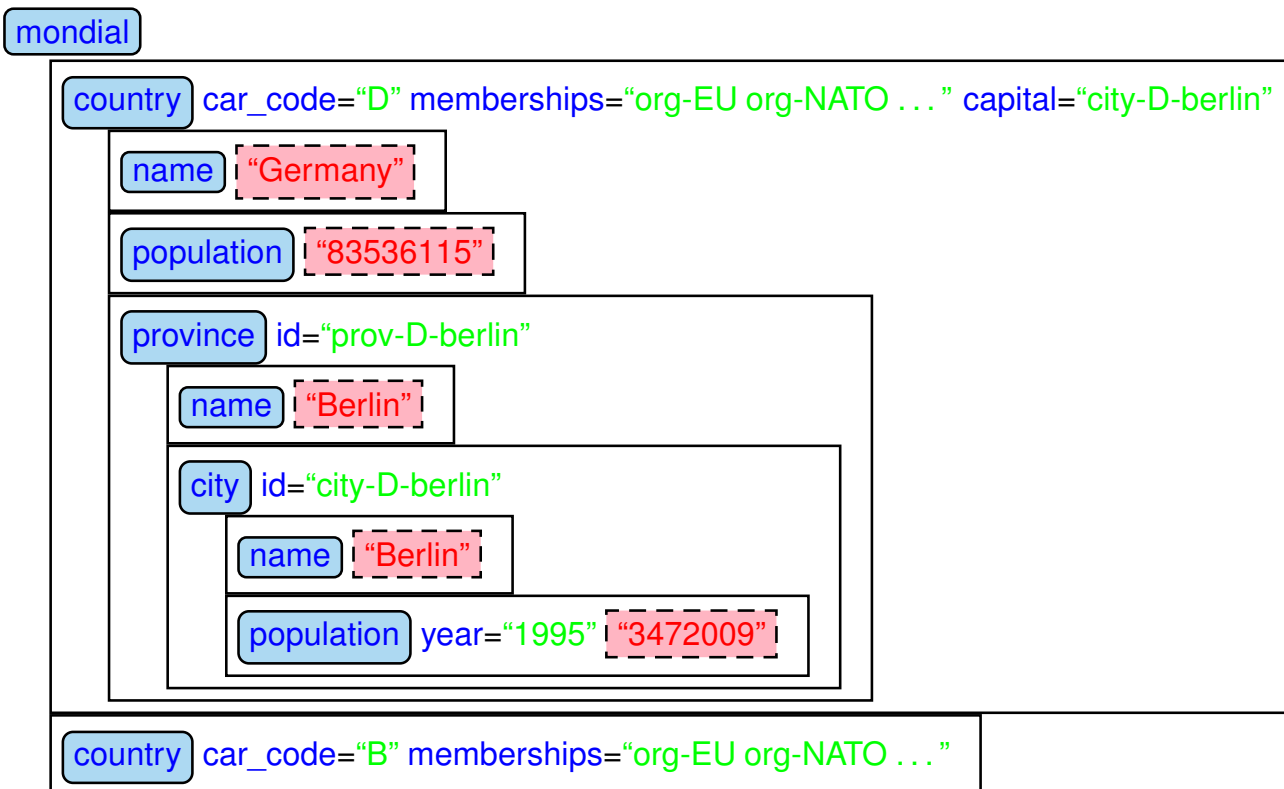 mondial
country car_code=“D” memberships=“org-EU org-NATO . . . ” capital=“city-D-berlin”
name “Germany”
population “83536115”
province id=“prov-D-berlin”
name “Berlin”
city id=“city-D-berlin”
name “Berlin”
population year=“1995” “3472009”
country car_code=“B” memberships=“org-EU org-NATO . . . ”